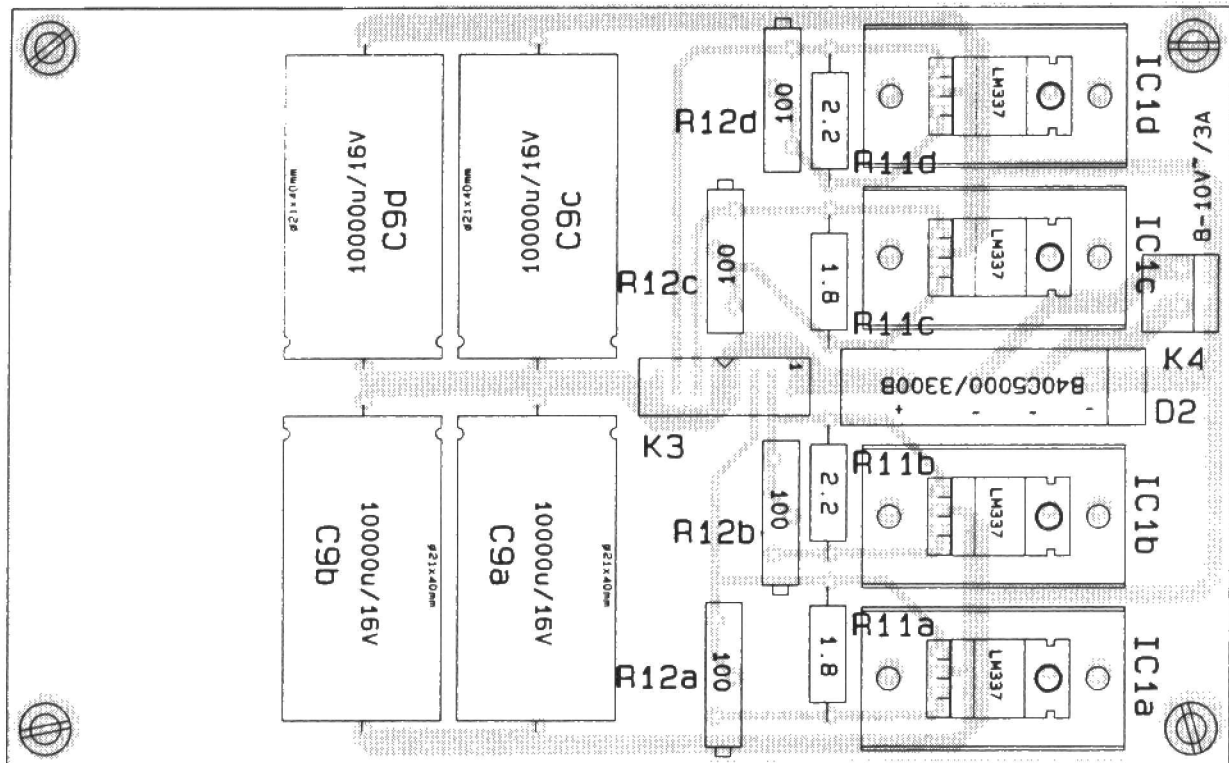 IC1d
LM337
100
2.2
R12d
R11d
10000u/16V
C9d
ø21x40mm
10000u/16V
C9c
ø21x40mm
8-10V~/3A
IC1c
LM337
100
1.8
R12c
R11c
K4
1
K3
B40C5000/3300B
+ ~ ~ -
D2
R11b
2.2
100
R12b
LM337
IC1b
C9b
10000u/16V
ø21x40mm
C9a
10000u/16V
ø21x40mm
R11a
1.8
100
R12a
LM337
IC1a